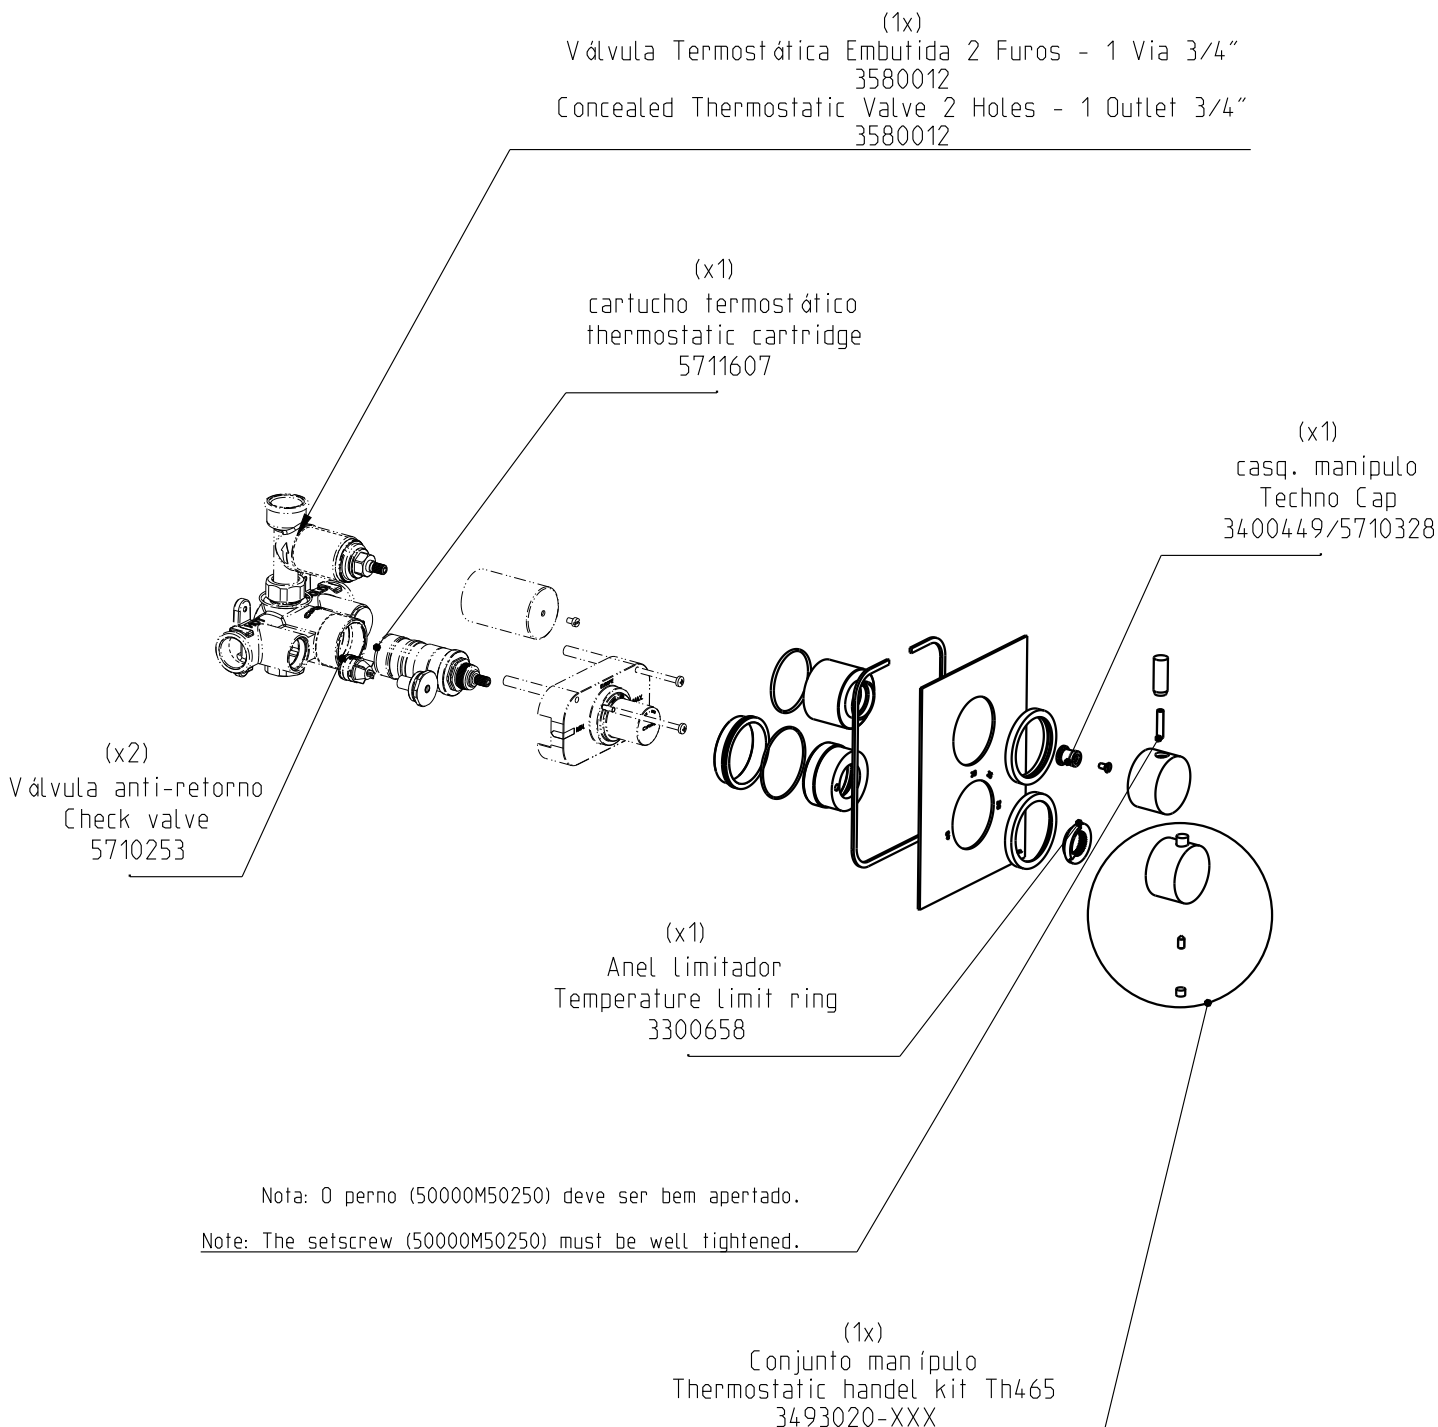 (1x)
Válvula Termostática Embutida 2 Furos - 1 Via 3/4″
3580012
Concealed Thermostatic Valve 2 Holes - 1 Outlet 3/4″
3580012
(x1)
cartucho termostático
thermostatic cartridge
5711607
(x1)
casq. manipulo
Techno Cap
3400449/5710328
(x2)
Válvula anti-retorno
Check valve
5710253
(x1)
Anel limitador
Temperature limit ring
3300658
Nota: O perno (50000M50250) deve ser bem apertado.
Note: The setscrew (50000M50250) must be well tightened.
(1x)
Conjunto manípulo
Thermostatic handel kit Th465
3493020-XXX